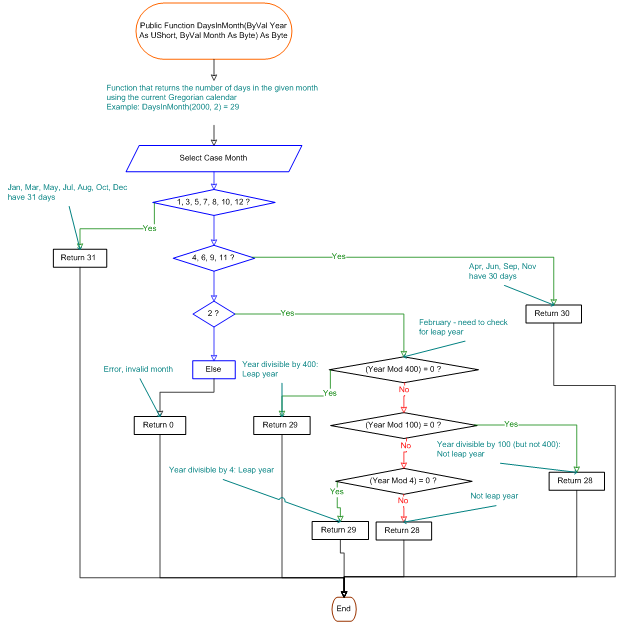 Public Function DaysInMonth(ByVal Year
As UShort, ByVal Month As Byte) As Byte
Function that returns the number of days in the given month
using the current Gregorian calendar
Example: DaysInMonth(2000, 2) = 29
Select Case Month
Jan, Mar, May, Jul, Aug, Oct, Dec
have 31 days
1, 3, 5, 7, 8, 10, 12 ?
Yes
Return 31
4, 6, 9, 11 ?
Yes
Apr, Jun, Sep, Nov
have 30 days
Return 30
2 ?
Yes
February - need to check
for leap year
Error, invalid month
Else
Year divisible by 400:
Leap year
(Year Mod 400) = 0 ?
Yes
No
Return 0
Return 29
(Year Mod 100) = 0 ?
Yes
No
Year divisible by 100 (but not 400):
Not leap year
Year divisible by 4: Leap year
(Year Mod 4) = 0 ?
Return 28
Yes
No
Not leap year
Return 29
Return 28
End